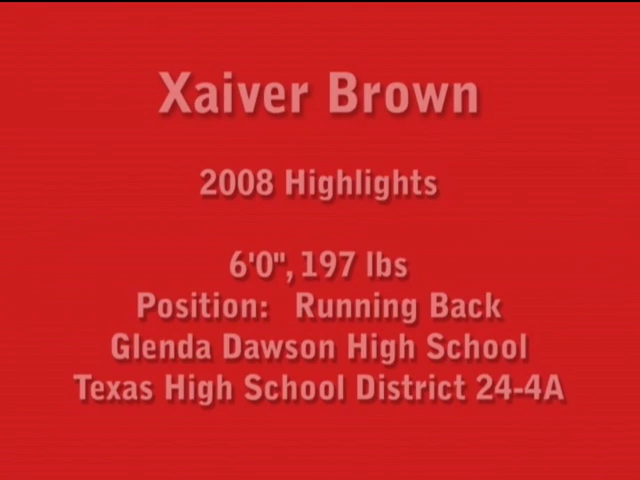 Xaiver Brown
2008 Highlights
6'0", 197 lbs
Position: Running Back
Glenda Dawson High School
Texas High School District 24-4A